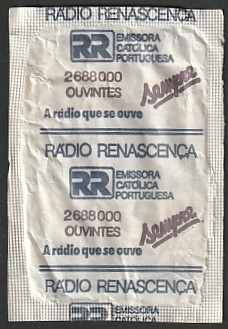 RÁDIO RENASCENÇA
RR EMISSORA
CATÓLICA
PORTUGUESA
2688000
OUVINTES
sempre
A rádio que se ouve
RÁDIO RENASCENÇA
RR EMISSORA
CATÓLICA
PORTUGUESA
2688000
OUVINTES
sempre
A rádio que se ouve
RÁDIO RENASCENÇA
RR EMISSORA
CATÓLICA